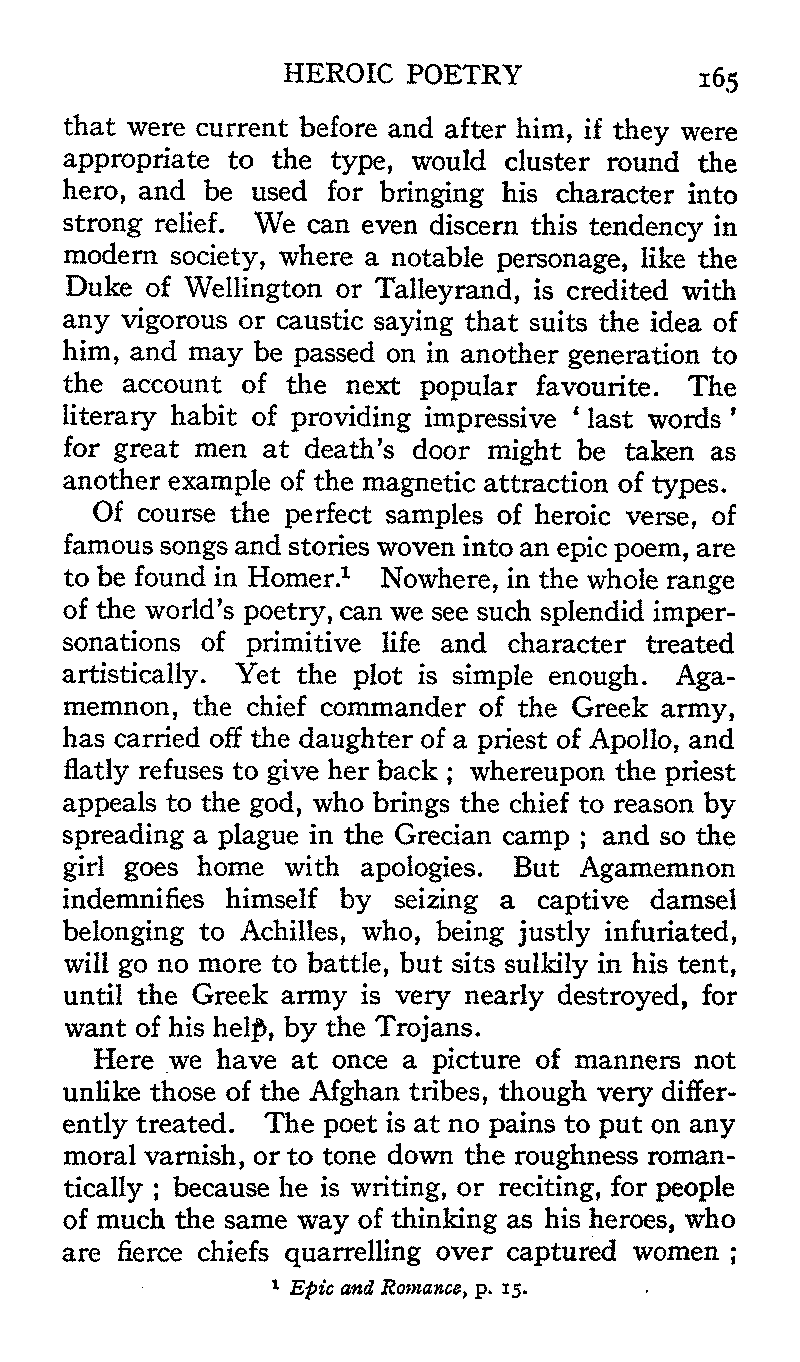 HEROIC POETRY 165
that were current before and after him, if they were
appropriate to the type, would cluster round the
hero, and be used for bringing his character into
strong relief. We can even discern this tendency in
modern society, where a notable personage, like the
Duke of Wellington or Talleyrand, is credited with
any vigorous or caustic saying that suits the idea of
him, and may be passed on in another generation to
the account of the next popular favourite. The
literary habit of providing impressive ‘ last words ’
for great men at death’s door might be taken as
another example of the magnetic attraction of types.
Of course the perfect samples of heroic verse, of
famous songs and stories woven into an epic poem, are
to be found in Homer.¹ Nowhere, in the whole range
of the world’s poetry, can we see such splendid imper-
sonations of primitive life and character treated
artistically. Yet the plot is simple enough. Aga-
memnon, the chief commander of the Greek army,
has carried off the daughter of a priest of Apollo, and
flatly refuses to give her back ; whereupon the priest
appeals to the god, who brings the chief to reason by
spreading a plague in the Grecian camp ; and so the
girl goes home with apologies. But Agamemnon
indemnifies himself by seizing a captive damsel
belonging to Achilles, who, being justly infuriated,
will go no more to battle, but sits sulkily in his tent,
until the Greek army is very nearly destroyed, for
want of his help, by the Trojans.
Here we have at once a picture of manners not
unlike those of the Afghan tribes, though very differ-
ently treated. The poet is at no pains to put on any
moral varnish, or to tone down the roughness roman-
tically ; because he is writing, or reciting, for people
of much the same way of thinking as his heroes, who
are fierce chiefs quarrelling over captured women ;
¹ Epic and Romance, p. 15.